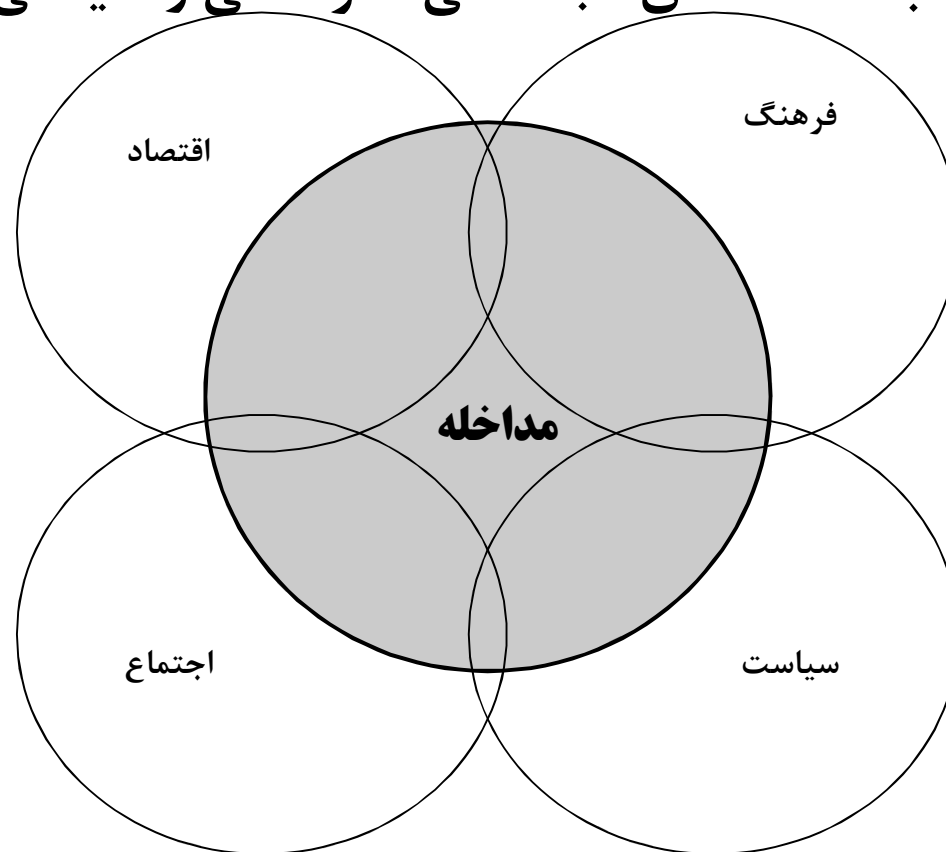 فرهنگ
اقتصاد
مداخله
سیاست
اجتماع